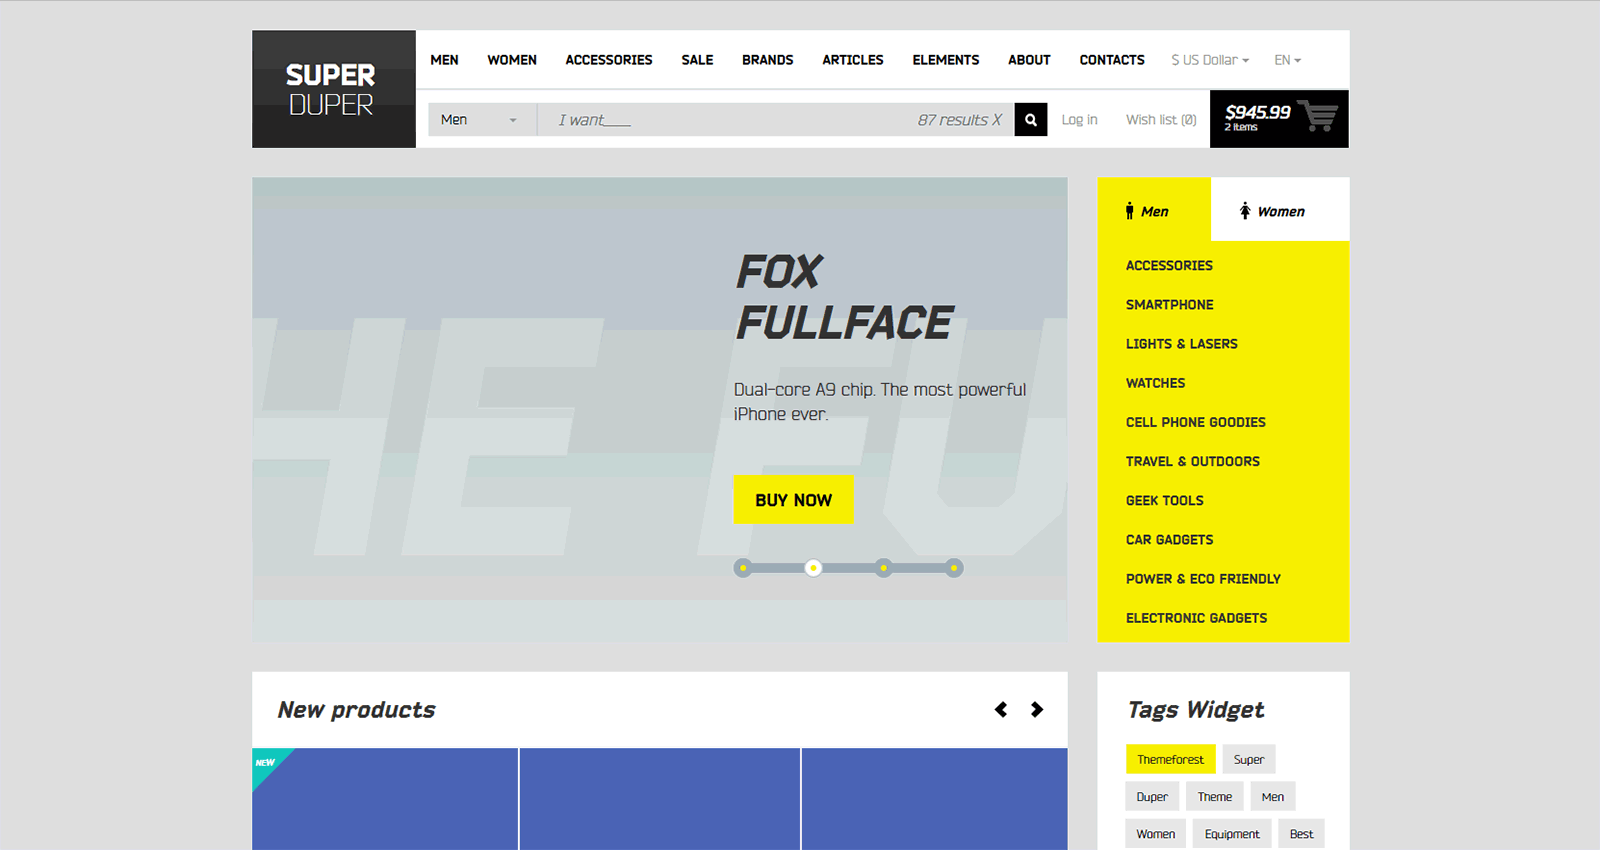 SUPER
DUPER
MEN WOMEN ACCESSORIES SALE BRANDS ARTICLES ELEMENTS ABOUT CONTACTS $ US Dollar EN
Men I want___ 87 results X Log in Wish list (0)
$945.99
2 items
FOX
FULLFACE
Dual-core A9 chip. The most powerful
iPhone ever.
BUY NOW
HE FU
Men Women
ACCESSORIES
SMARTPHONE
LIGHTS & LASERS
WATCHES
CELL PHONE GOODIES
TRAVEL & OUTDOORS
GEEK TOOLS
CAR GADGETS
POWER & ECO FRIENDLY
ELECTRONIC GADGETS
New products
NEW
Tags Widget
Themeforest Super
Duper Theme Men
Women Equipment Best